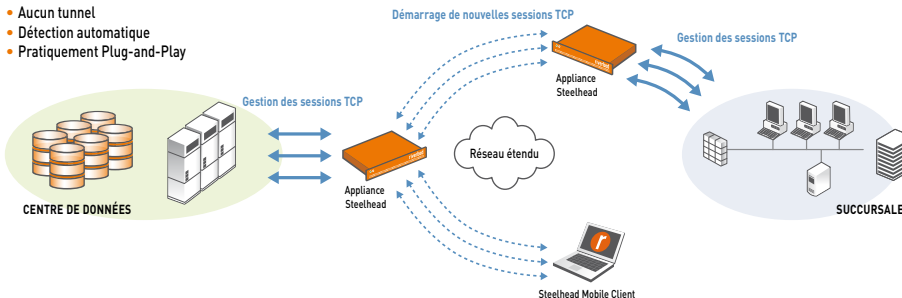 • Aucun tunnel
• Détection automatique
• Pratiquement Plug-and-Play
Démarrage de nouvelles sessions TCP
Gestion des sessions TCP
Appliance
Steelhead
Gestion des sessions TCP
Réseau étendu
Appliance
Steelhead
CENTRE DE DONNÉES
SUCCURSALE
Steelhead Mobile Client